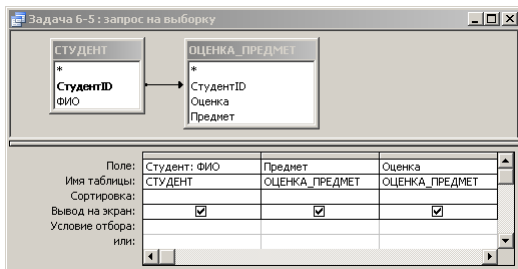 Задача 6-5 : запрос на выборку
СТУДЕНТ
*
СтудентID
ФИО
ОЦЕНКА_ПРЕДМЕТ
*
СтудентID
Оценка
Предмет
Поле: Студент: ФИО Предмет Оценка
Имя таблицы: СТУДЕНТ ОЦЕНКА_ПРЕДМЕТ ОЦЕНКА_ПРЕДМЕТ
Сортировка:
Вывод на экран:
Условие отбора:
или: